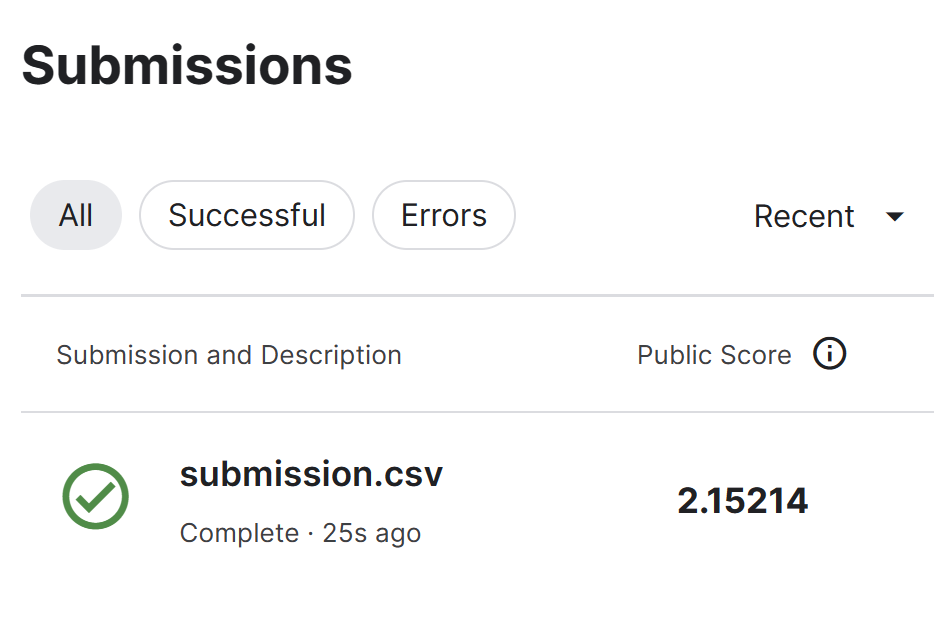 Submissions
All Successful Errors Recent
Submission and Description Public Score
submission.csv
2.15214
Complete · 25s ago